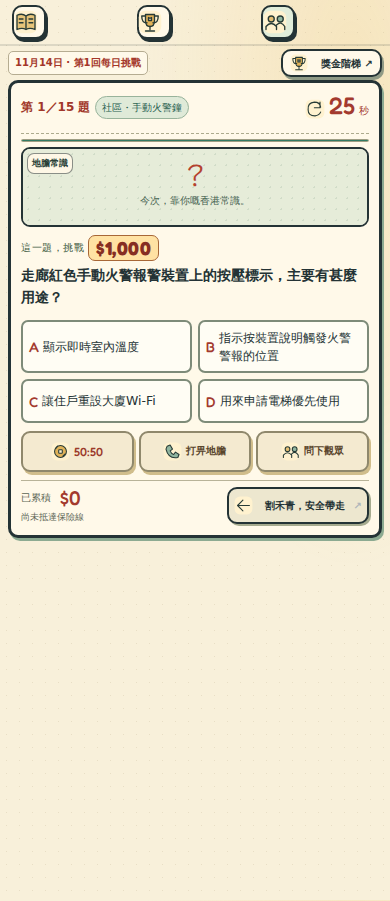 11月14日 · 第1回每日挑戰
獎金階梯 ↗
第 1／15 題
社區 · 手動火警鐘
25 秒
地膽常識
?
今次，靠你嘅香港常識。
這一題，挑戰 $1,000
走廊紅色手動火警報警裝置上的按壓標示，主要有甚麼
用途？
A 顯示即時室內溫度
B 指示按裝置說明觸發火警
警報的位置
C 讓住戶重設大廈Wi-Fi
D 用來申請電梯優先使用
50:50
打畀地膽
問下觀眾
已累積 $0
尚未抵達保險線
割禾青，安全帶走 ↗